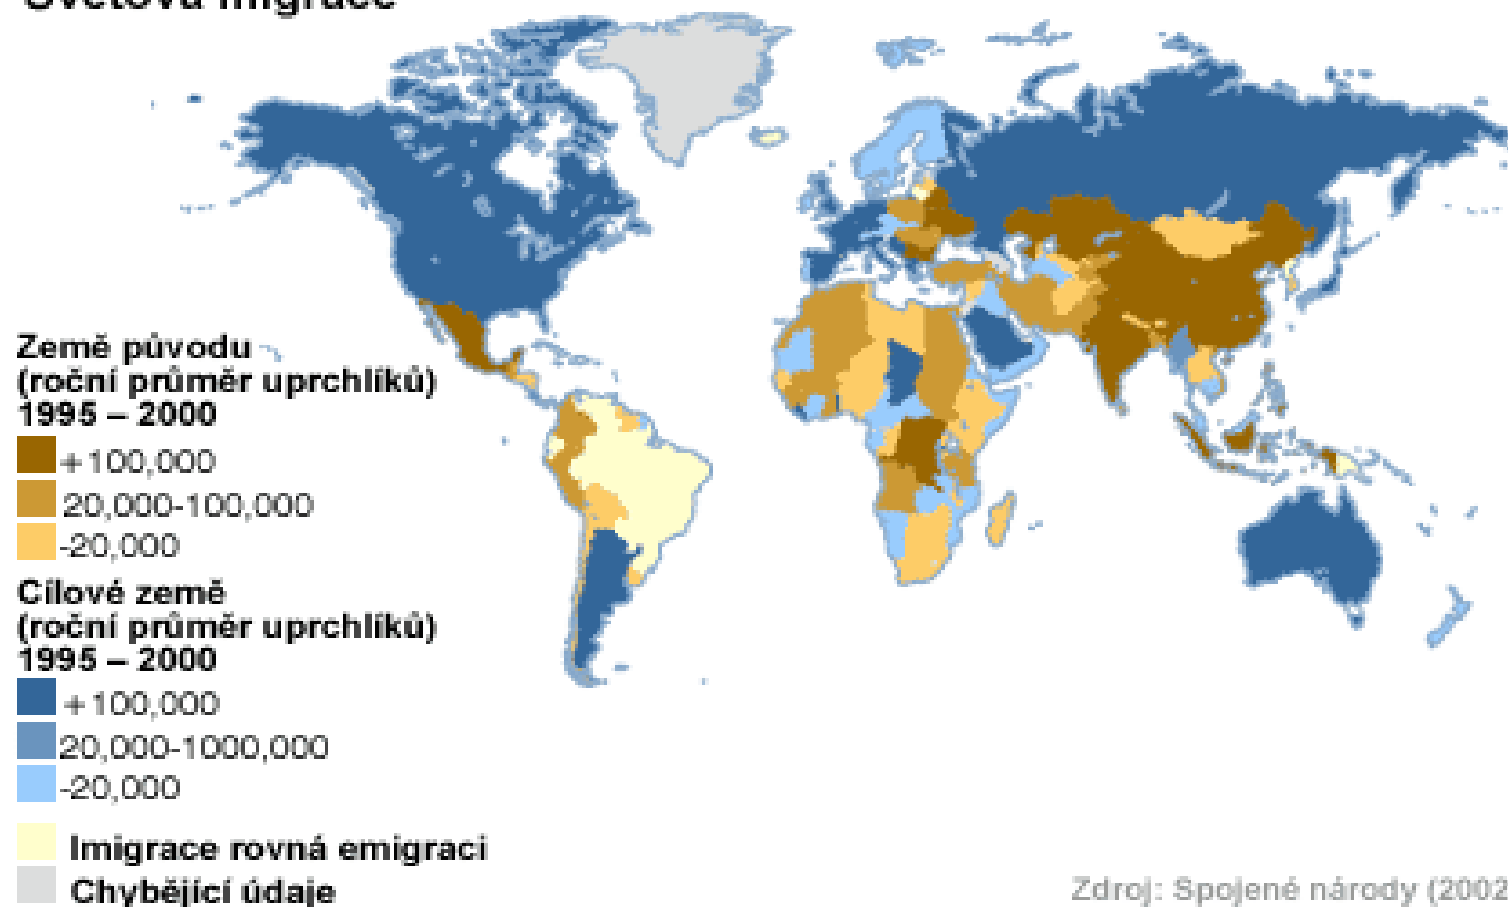 Světová migrace
Země původu
(roční průměr uprchlíků)
1995 – 2000
+100,000
20,000-100,000
-20,000
Cílové země
(roční průměr uprchlíků)
1995 – 2000
+100,000
20,000-1000,000
-20,000
Imigrace rovná emigraci
Chybějící údaje
Zdroj: Spojené národy (2002